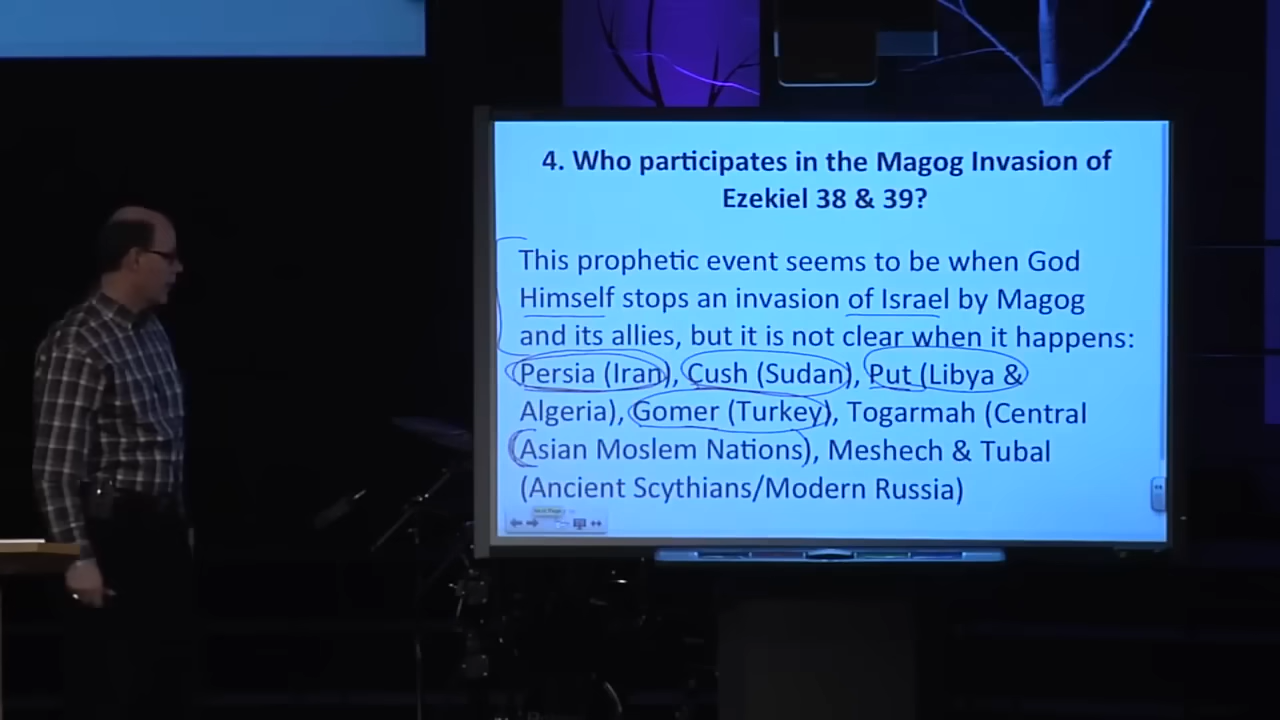 4. Who participates in the Magog Invasion of
Ezekiel 38 & 39?
This prophetic event seems to be when God
Himself stops an invasion of Israel by Magog
and its allies, but it is not clear when it happens:
Persia (Iran), Cush (Sudan), Put (Libya &
Algeria), Gomer (Turkey), Togarmah (Central
Asian Moslem Nations), Meshech & Tubal
(Ancient Scythians/Modern Russia)
Next Page